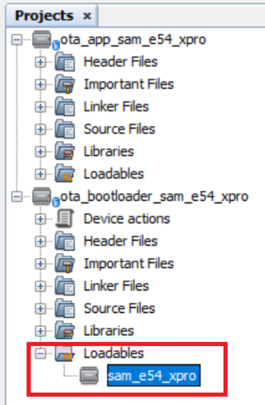 Projects ×
ota_app_sam_e54_xpro
Header Files
Important Files
Linker Files
Source Files
Libraries
Loadables
ota_bootloader_sam_e54_xpro
Device actions
Header Files
Important Files
Linker Files
Source Files
Libraries
Loadables
sam_e54_xpro